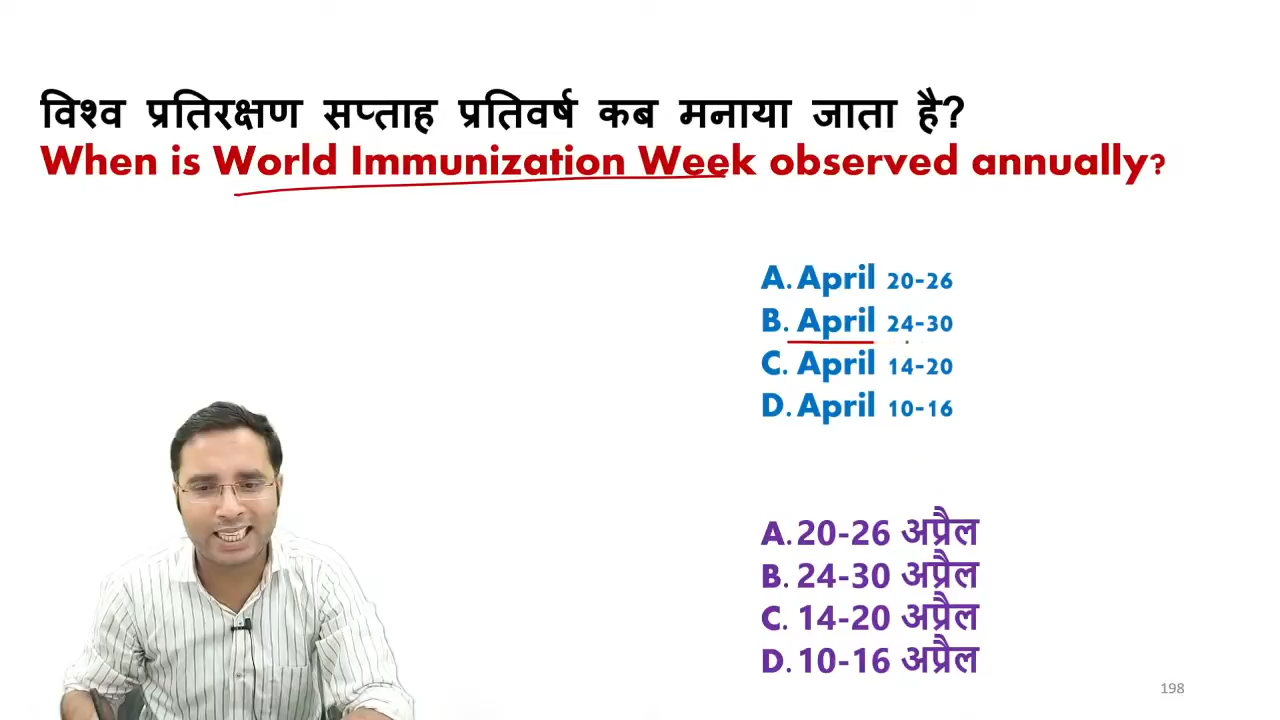 विश्व प्रतिरक्षण सप्ताह प्रतिवर्ष कब मनाया जाता है?
When is World Immunization Week observed annually?
A. April 20-26
B. April 24-30
C. April 14-20
D. April 10-16
A. 20-26 अप्रैल
B. 24-30 अप्रैल
C. 14-20 अप्रैल
D. 10-16 अप्रैल
198